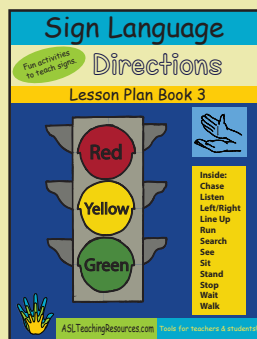 Sign Language
Fun activities
to teach signs.
Directions
Lesson Plan Book 3
Red
Yellow
Green
Inside:
Chase
Listen
Left/Right
Line Up
Run
Search
See
Sit
Stand
Stop
Wait
Walk
ASLTeachingResources.com
Tools for teachers & students!